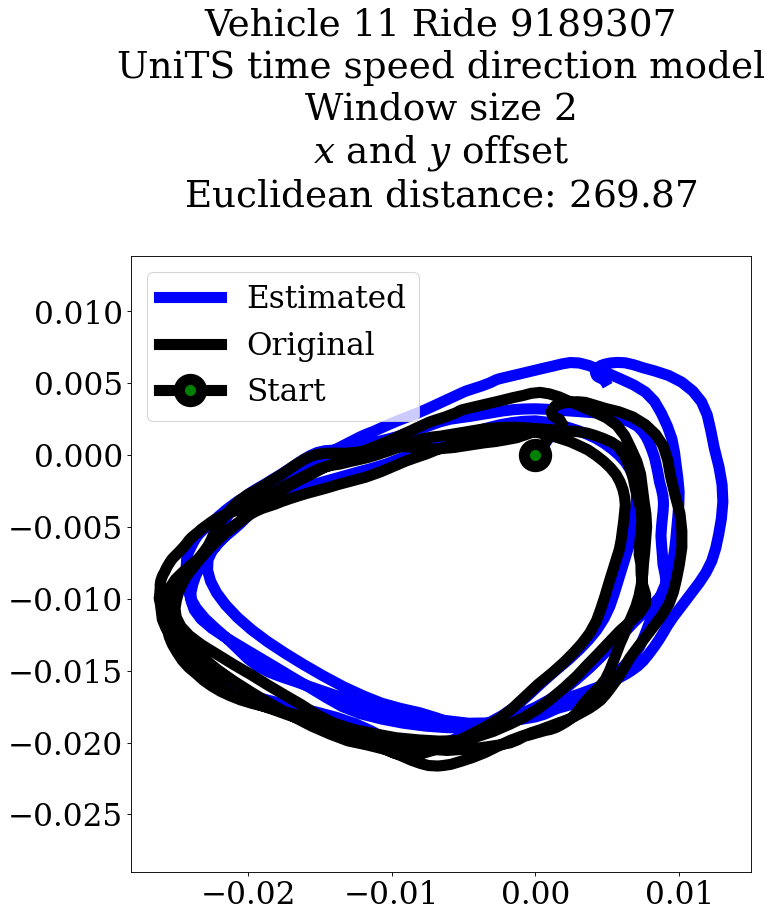 Vehicle 11 Ride 9189307
UniTS time speed direction model
Window size 2
x and y offset
Euclidean distance: 269.87
Estimated
Original
Start
0.010
0.005
0.000
−0.005
−0.010
−0.015
−0.020
−0.025
−0.02
−0.01
0.00
0.01